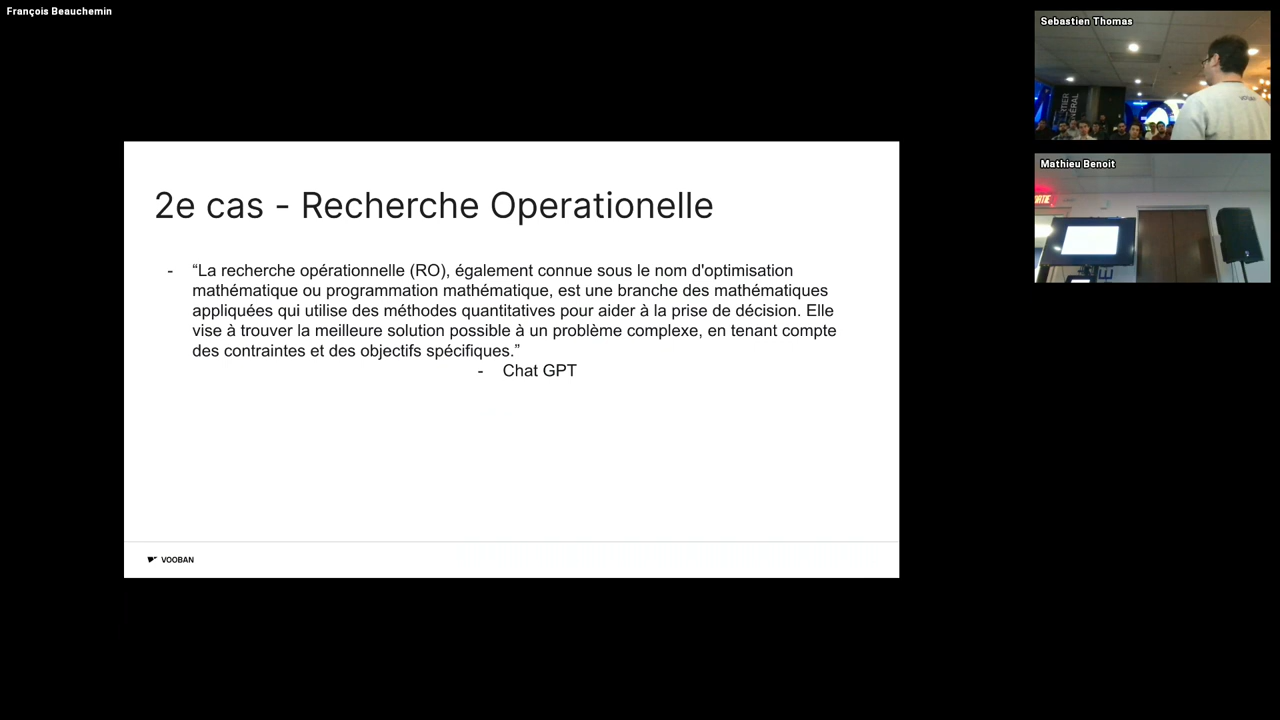 François Beauchemin
Sebastien Thomas
Mathieu Benoit
2e cas - Recherche Operationelle
- “La recherche opérationnelle (RO), également connue sous le nom d'optimisation
mathématique ou programmation mathématique, est une branche des mathématiques
appliquées qui utilise des méthodes quantitatives pour aider à la prise de décision. Elle
vise à trouver la meilleure solution possible à un problème complexe, en tenant compte
des contraintes et des objectifs spécifiques.”
- Chat GPT
VOOBAN